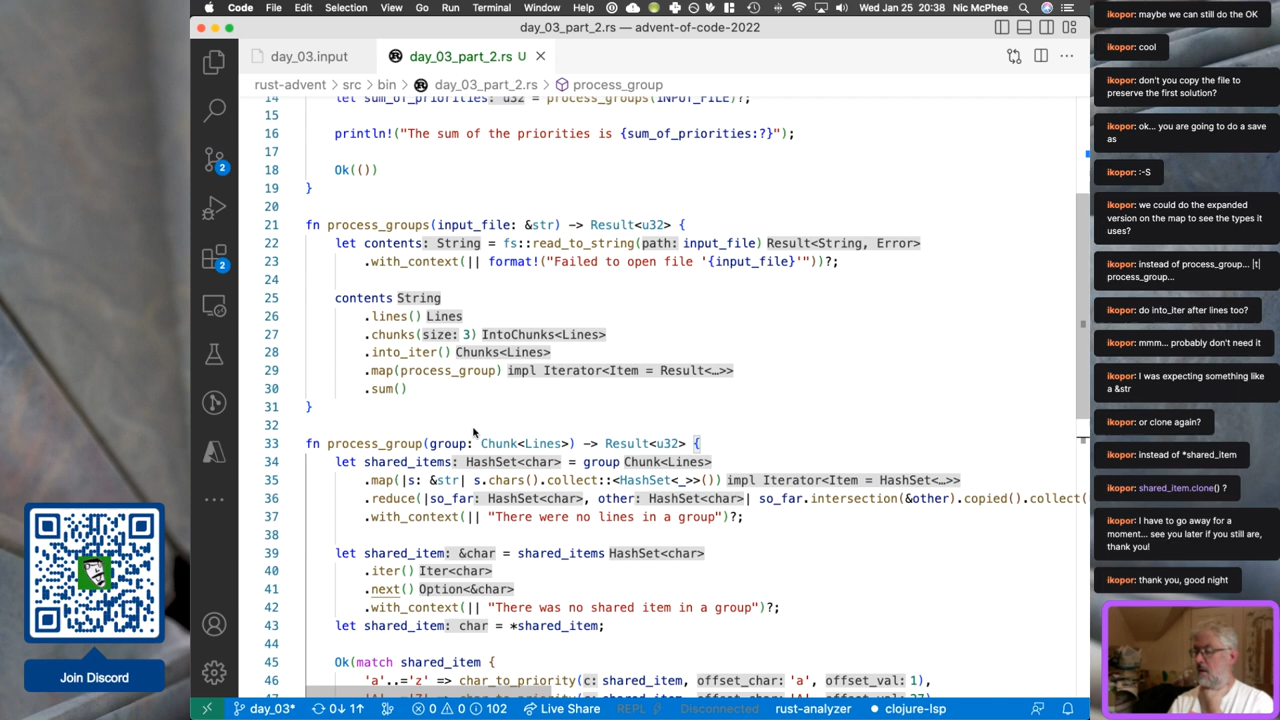 Code File Edit Selection View Go Run Terminal Window Help Wed Jan 25 20:38 Nic McPhee
day_03_part_2.rs — advent-of-code-2022
day_03.input day_03_part_2.rs U
rust-advent > src > bin > day_03_part_2.rs > process_group
14 let sum_of_priorities: u32 = process_groups(INPUT_FILE)?;
15
16 println!("The sum of the priorities is {sum_of_priorities:?}");
17
18 Ok(())
19 }
20
21 fn process_groups(input_file: &str) -> Result<u32> {
22 let contents: String = fs::read_to_string(path: input_file) Result<String, Error>
23 .with_context(|| format!("Failed to open file '{input_file}'"))?;
24
25 contents String
26 .lines() Lines
27 .chunks(size: 3) IntoChunks<Lines>
28 .into_iter() Chunks<Lines>
29 .map(process_group) impl Iterator<Item = Result<…>>
30 .sum()
31 }
32
33 fn process_group(group: Chunk<Lines>) -> Result<u32> {
34 let shared_items: HashSet<char> = group Chunk<Lines>
35 .map(|s: &str| s.chars().collect::<HashSet<_>>()) impl Iterator<Item = HashSet<…>
36 .reduce(|so_far: HashSet<char>, other: HashSet<char>| so_far.intersection(&other).copied().collect(
37 .with_context(|| "There were no lines in a group")?;
38
39 let shared_item: &char = shared_items HashSet<char>
40 .iter() Iter<char>
41 .next() Option<&char>
42 .with_context(|| "There was no shared item in a group")?;
43 let shared_item: char = *shared_item;
44
45 Ok(match shared_item {
46 'a'..='z' => char_to_priority(c: shared_item, offset_char: 'a', offset_val: 1),
2
2
day_03* 0↓ 1↑ 0 0 102 Live Share REPL Disconnected rust-analyzer clojure-lsp
Join Discord
ikopor: maybe we can still do the OK
ikopor: cool
ikopor: don't you copy the file to
preserve the first solution?
ikopor: ok... you are going to do a save
as
ikopor: :-S
ikopor: we could do the expanded
version on the map to see the types it
uses?
ikopor: instead of process_group... |t|
process_group...
ikopor: do into_iter after lines too?
ikopor: mmm... probably don't need it
ikopor: I was expecting something like
a &str
ikopor: or clone again?
ikopor: instead of *shared_item
ikopor: shared_item.clone() ?
ikopor: I have to go away for a
moment... see you later if you still are,
thank you!
ikopor: thank you, good night